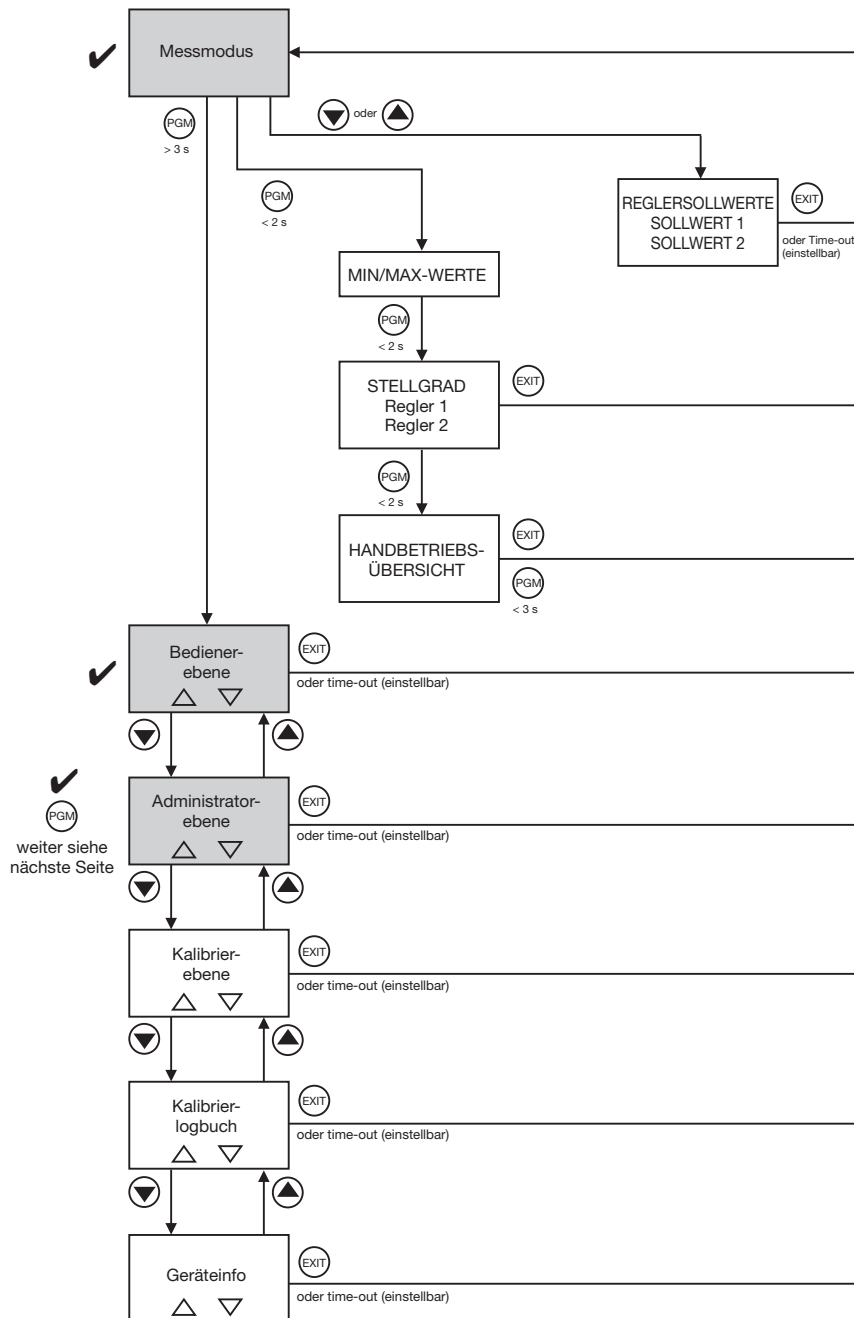 Messmodus
PGM
> 3 s
oder
PGM
< 2 s
REGLERSOLLWERTE
SOLLWERT 1
SOLLWERT 2
EXIT
oder Time-out
(einstellbar)
MIN/MAX-WERTE
PGM
< 2 s
STELLGRAD
Regler 1
Regler 2
EXIT
PGM
< 2 s
HANDBETRIEBS-
ÜBERSICHT
EXIT
PGM
< 3 s
Bediener-
ebene
EXIT
oder time-out (einstellbar)
PGM
weiter siehe
nächste Seite
Administrator-
ebene
EXIT
oder time-out (einstellbar)
Kalibrier-
ebene
EXIT
oder time-out (einstellbar)
Kalibrier-
logbuch
EXIT
oder time-out (einstellbar)
Geräteinfo
EXIT
oder time-out (einstellbar)